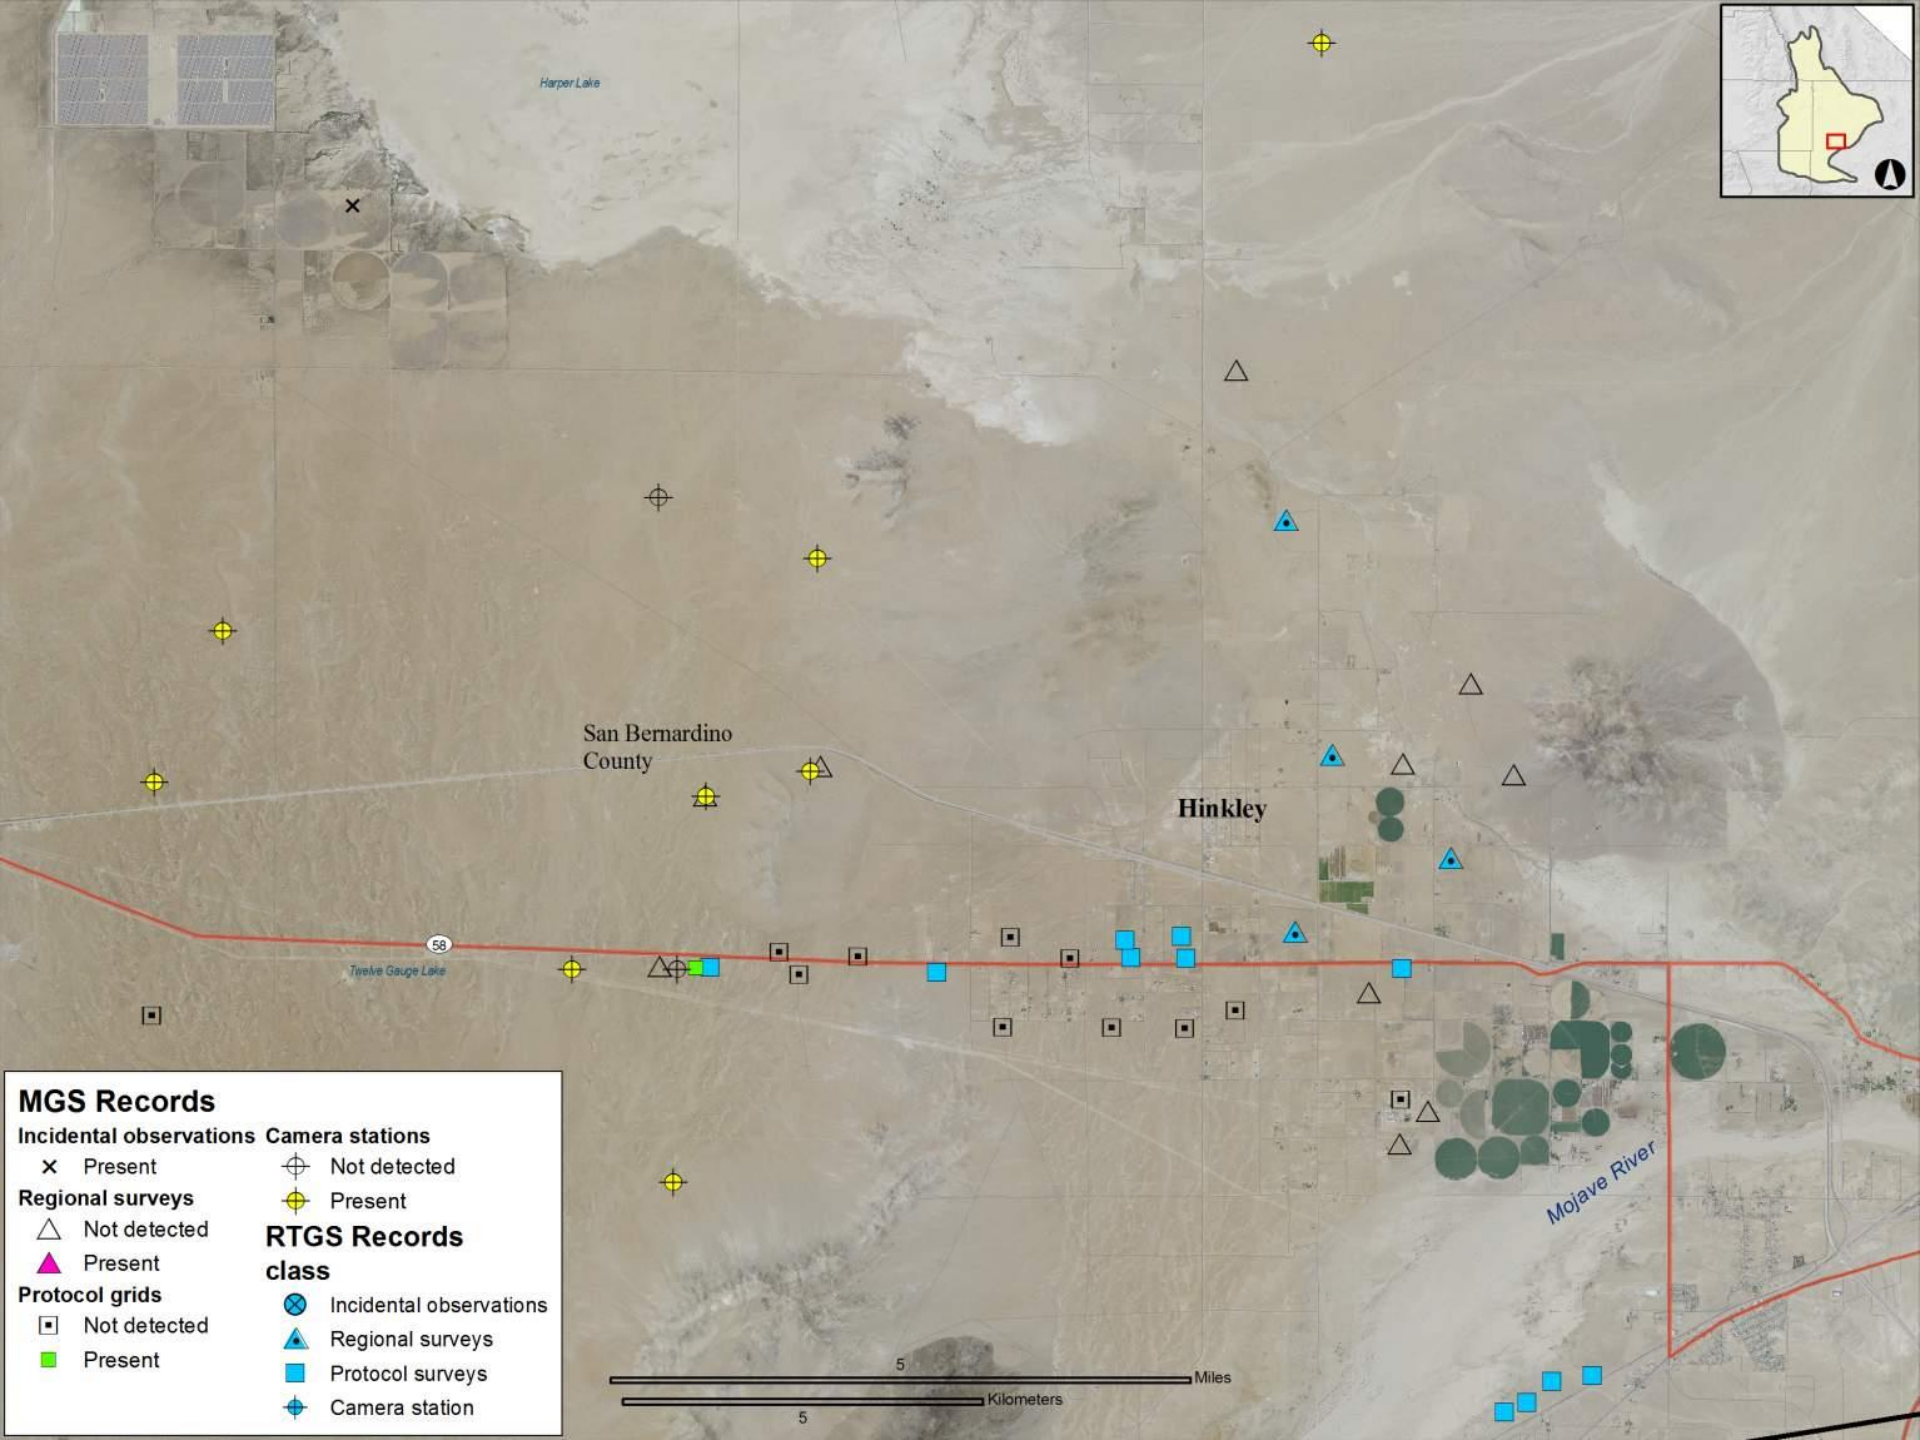 Harper Lake
San Bernardino
County
Hinkley
58
Twelve Gauge Lake
Mojave River
MGS Records
Incidental observations
Present
Regional surveys
Not detected
Present
Protocol grids
Not detected
Present
Camera stations
Not detected
Present
RTGS Records
class
Incidental observations
Regional surveys
Protocol surveys
Camera station
5
Miles
Kilometers
5